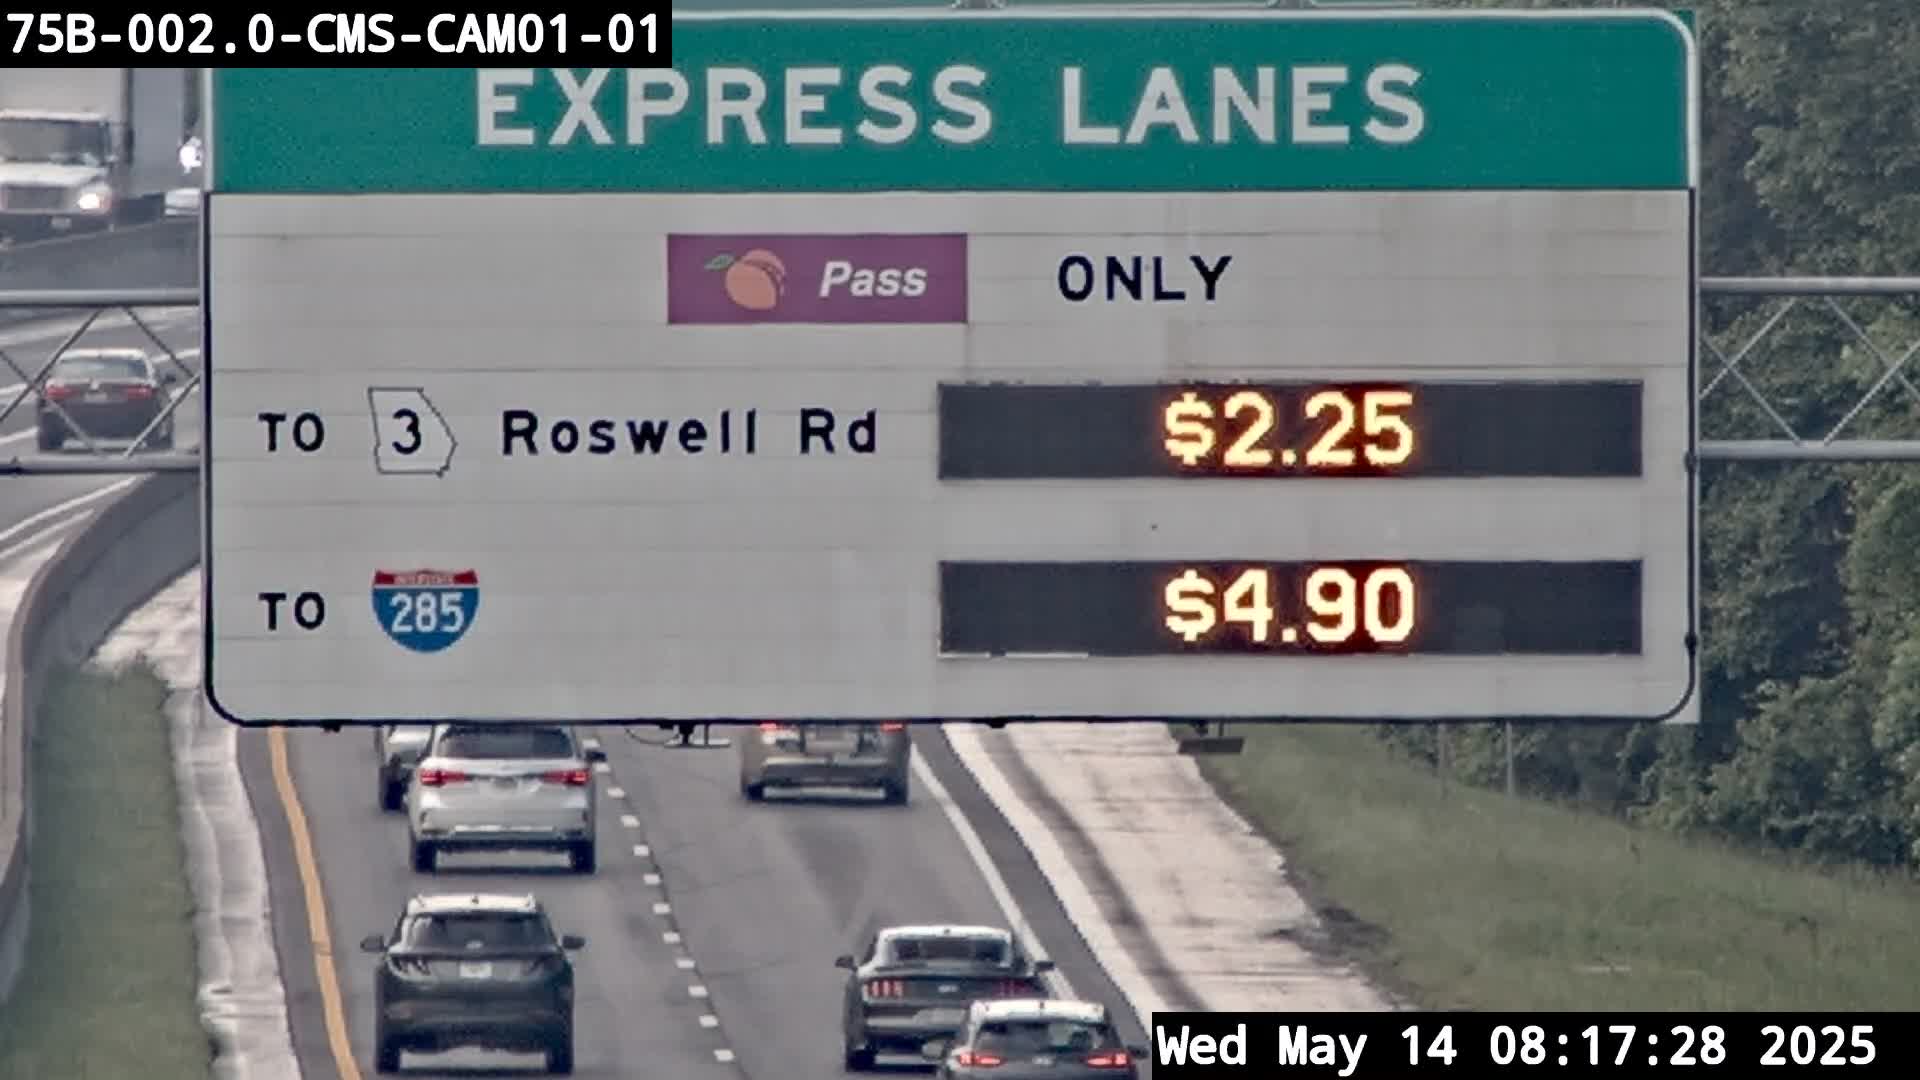 75B-002.0-CMS-CAM01-01
EXPRESS LANES
Pass ONLY
TO 3 Roswell Rd $2.25
INTERSTATE
TO 285 $4.90
Wed May 14 08:17:28 2025